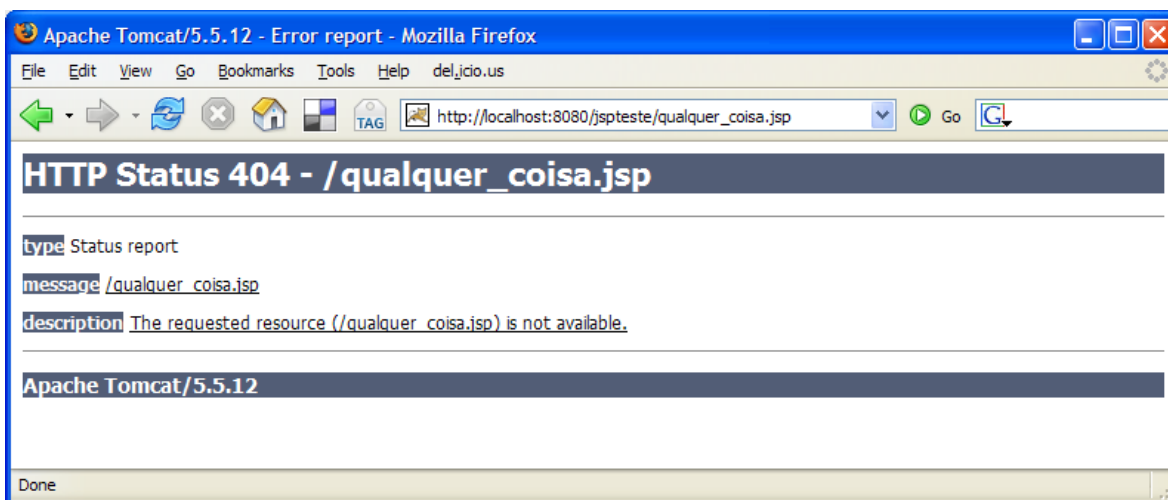 Apache Tomcat/5.5.12 - Error report - Mozilla Firefox
File Edit View Go Bookmarks Tools Help del.icio.us
TAG http://localhost:8080/jspteste/qualquer_coisa.jsp Go G
HTTP Status 404 - /qualquer_coisa.jsp
type Status report
message /qualquer_coisa.jsp
description The requested resource (/qualquer_coisa.jsp) is not available.
Apache Tomcat/5.5.12
Done